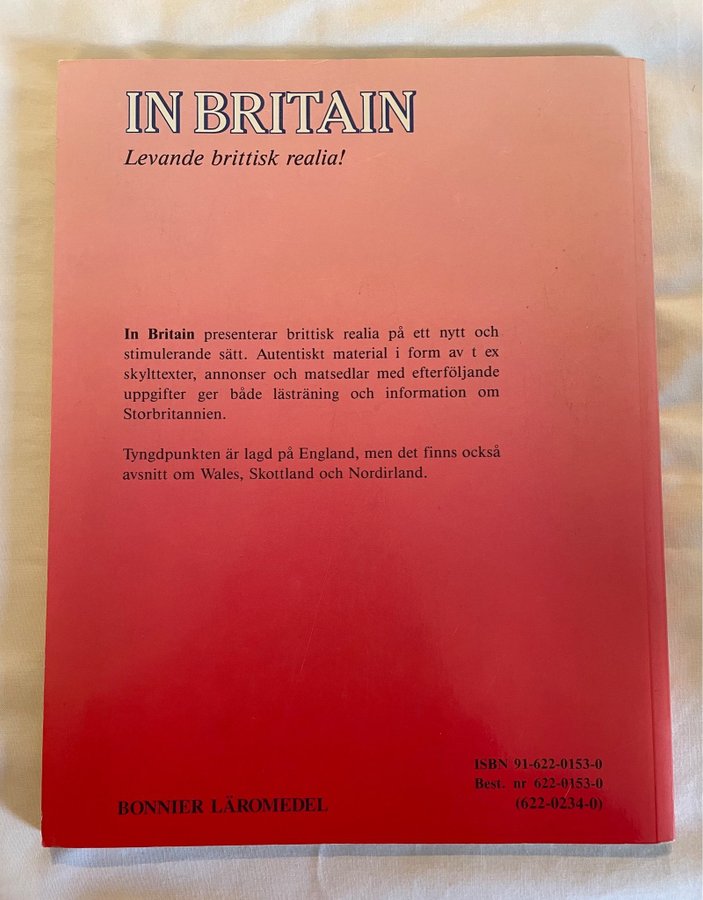 IN BRITAIN
Levande brittisk realia!
In Britain presenterar brittisk realia på ett nytt och
stimulerande sätt. Autentiskt material i form av t ex
skylttexter, annonser och matsedlar med efterföljande
uppgifter ger både lästräning och information om
Storbritannien.
Tyngdpunkten är lagd på England, men det finns också
avsnitt om Wales, Skottland och Nordirland.
ISBN 91-622-0153-0
Best. nr 622-0153-0
(622-0234-0)
BONNIER LÄROMEDEL